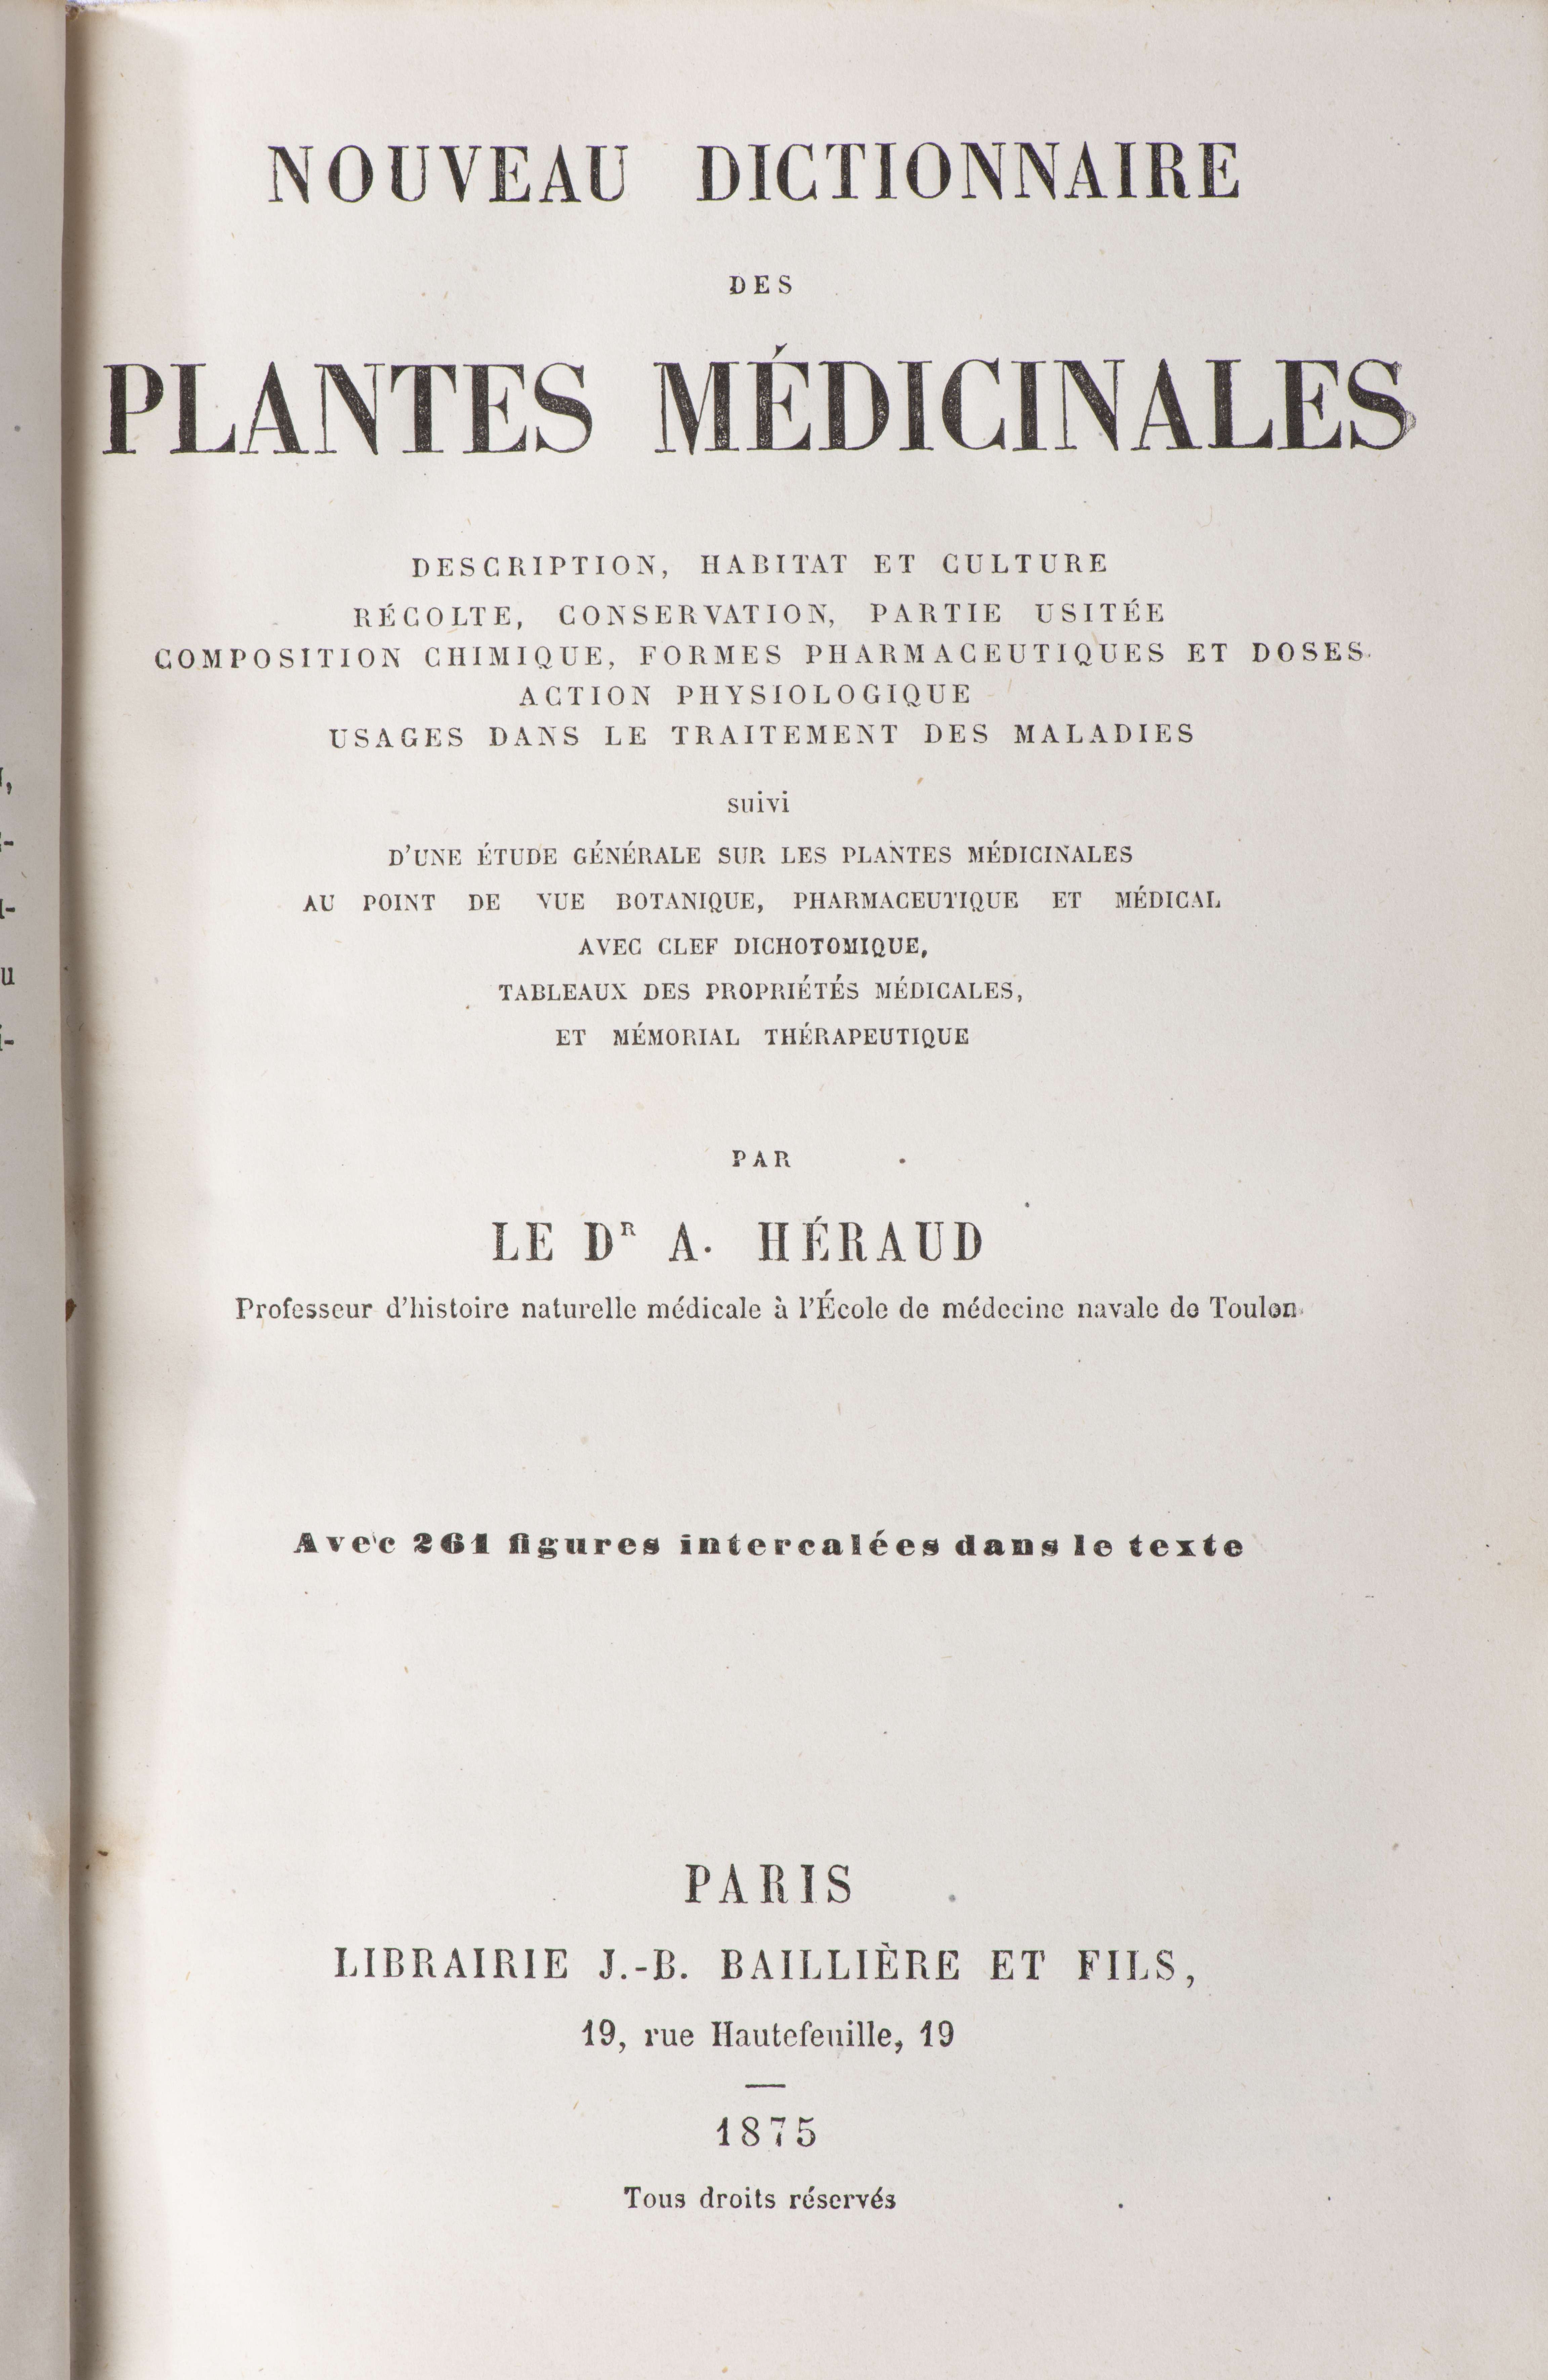 NOUVEAU DICTIONNAIRE
DES
PLANTES MÉDICINALES
DESCRIPTION, HABITAT ET CULTURE
RÉCOLTE, CONSERVATION, PARTIE USITÉE
COMPOSITION CHIMIQUE, FORMES PHARMACEUTIQUES ET DOSES
ACTION PHYSIOLOGIQUE
USAGES DANS LE TRAITEMENT DES MALADIES
suivi
D'UNE ÉTUDE GÉNÉRALE SUR LES PLANTES MÉDICINALES
AU POINT DE VUE BOTANIQUE, PHARMACEUTIQUE ET MÉDICAL
AVEC CLEF DICHOTOMIQUE,
TABLEAUX DES PROPRIÉTÉS MÉDICALES,
ET MÉMORIAL THÉRAPEUTIQUE
PAR
LE DR A. HÉRAUD
Professeur d'histoire naturelle médicale à l'École de médecine navale de Toulon
Avec 261 figures intercalées dans le texte
PARIS
LIBRAIRIE J.-B. BAILLIÈRE ET FILS,
19, rue Hautefeuille, 19
1875
Tous droits réservés